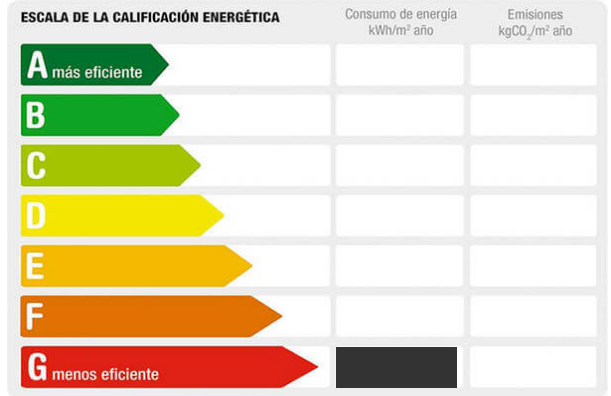 ESCALA DE LA CALIFICACIÓN ENERGÉTICA
Consumo de energía
kWh/m² año
Emisiones
kgCO₂/m² año
A más eficiente
B
C
D
E
F
G menos eficiente